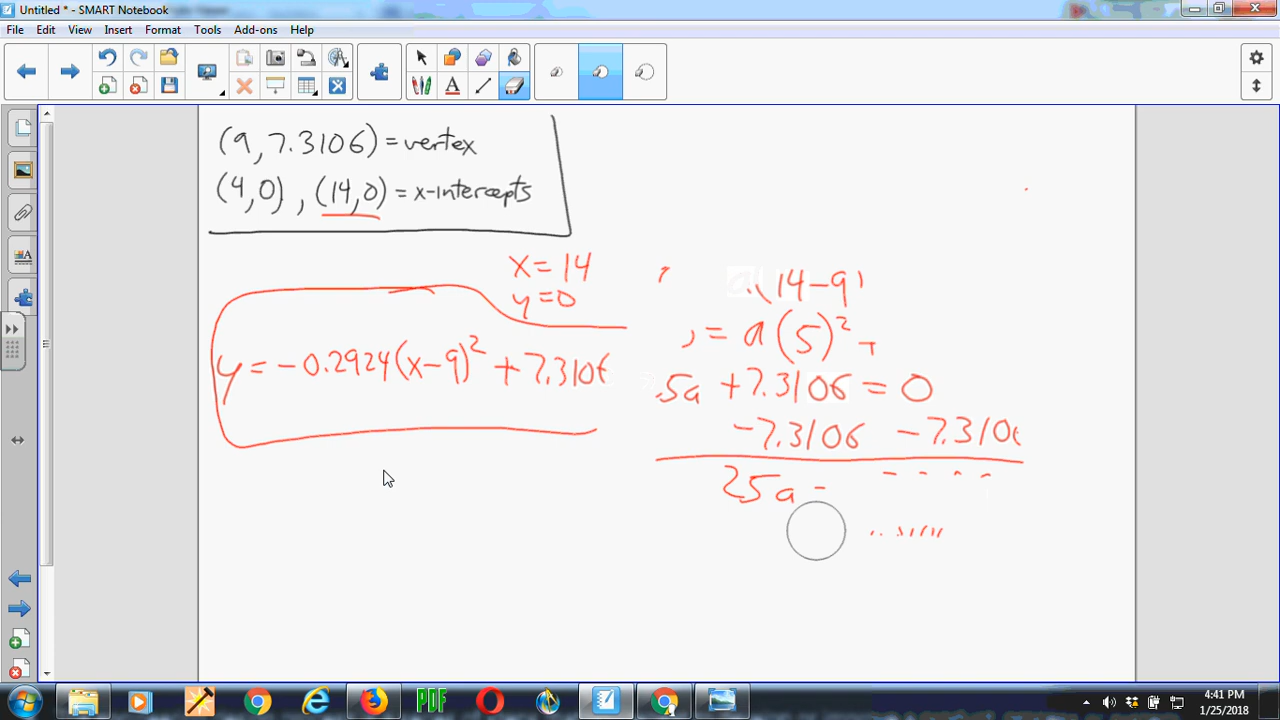 Untitled * - SMART Notebook
File Edit View Insert Format Tools Add-ons Help
(9, 7.3106) = vertex
(4,0), (14,0) = x-intercepts
x = 14
y = 0
y = -0.2924(x-9)² + 7.3106
(14-9)
= a(5)² +
5a + 7.3106 = 0
-7.3106 -7.310
25a =
PDF
4:41 PM
1/25/2018